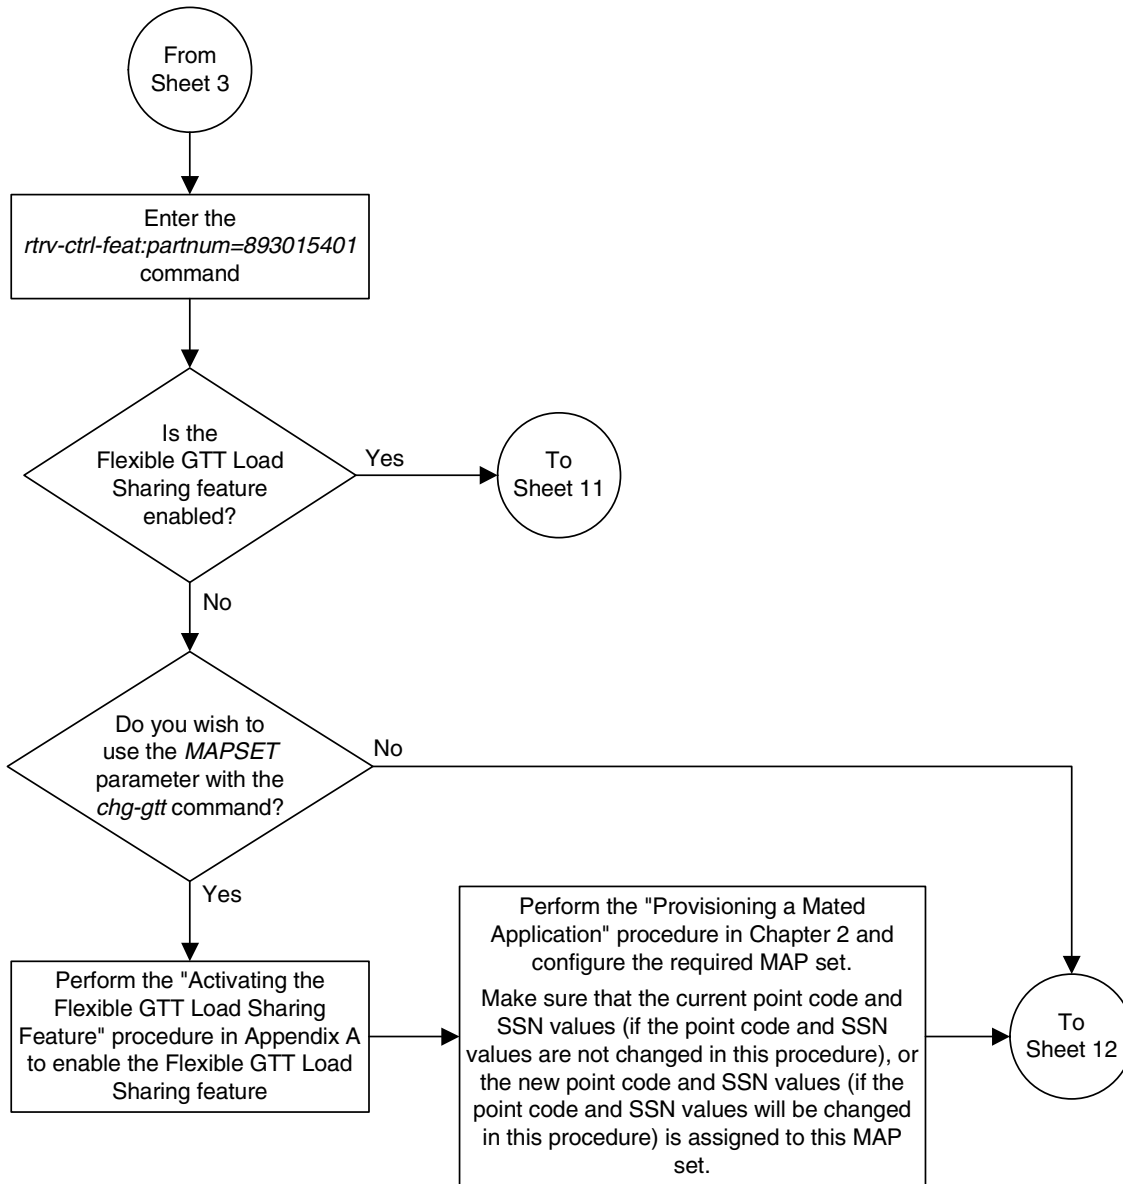 From
Sheet 3
Enter the
rtrv-ctrl-feat:partnum=893015401
command
Is the
Flexible GTT Load
Sharing feature
enabled?
Yes
To
Sheet 11
No
Do you wish to
use the MAPSET
parameter with the
chg-gtt command?
No
Yes
Perform the "Activating the
Flexible GTT Load Sharing
Feature" procedure in Appendix A
to enable the Flexible GTT Load
Sharing feature
Perform the "Provisioning a Mated
Application" procedure in Chapter 2 and
configure the required MAP set.
Make sure that the current point code and
SSN values (if the point code and SSN
values are not changed in this procedure), or
the new point code and SSN values (if the
point code and SSN values will be changed
in this procedure) is assigned to this MAP
set.
To
Sheet 12